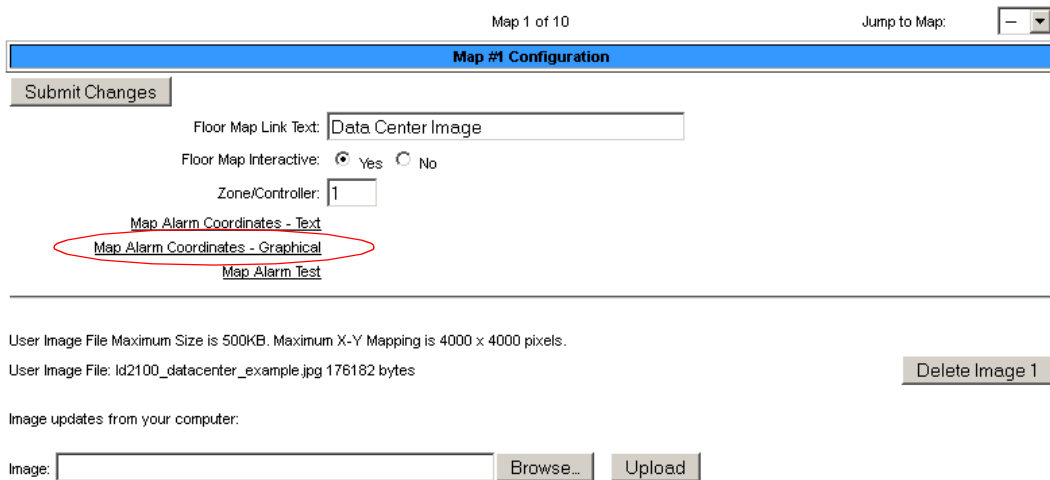 Map 1 of 10 Jump to Map: --
Map #1 Configuration
Submit Changes
Floor Map Link Text: Data Center Image
Floor Map Interactive: Yes No
Zone/Controller: 1
Map Alarm Coordinates - Text
Map Alarm Coordinates - Graphical
Map Alarm Test
User Image File Maximum Size is 500KB. Maximum X-Y Mapping is 4000 x 4000 pixels.
User Image File: ld2100_datacenter_example.jpg 176182 bytes Delete Image 1
Image updates from your computer:
Image: Browse... Upload